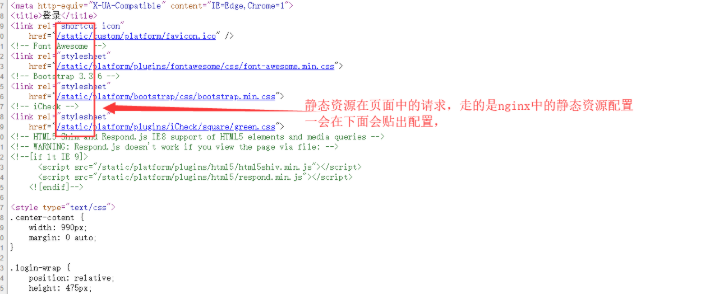 <meta http-equiv="X-UA-Compatible" content="IE=Edge,Chrome=1">
<title>登录</title>
<link rel="shortcut icon"
href="/static/custom/platform/favicon.ico" />
<!-- Font Awesome -->
<link rel="stylesheet"
href="/static/platform/plugins/fontawesome/css/font-awesome.min.css">
<!-- Bootstrap 3.3.6 -->
<link rel="stylesheet"
href="/static/platform/bootstrap/css/bootstrap.min.css">
<!-- iCheck -->
<link rel="stylesheet"
href="/static/platform/plugins/iCheck/square/green.css">
静态资源在页面中的请求，走的是nginx中的静态资源配置
一会在下面会贴出配置，
<!-- HTML5 Shim and Respond.js IE8 support of HTML5 elements and media queries -->
<!-- WARNING: Respond.js doesn't work if you view the page via file: -->
<!--[if lt IE 9]>
<script src="/static/platform/plugins/html5/html5shiv.min.js"></script>
<script src="/static/platform/plugins/html5/respond.min.js"></script>
<![endif]-->
<style type="text/css">
.center-cotent {
width: 990px;
margin: 0 auto;
}
.login-wrap {
position: relative;
height: 475px;